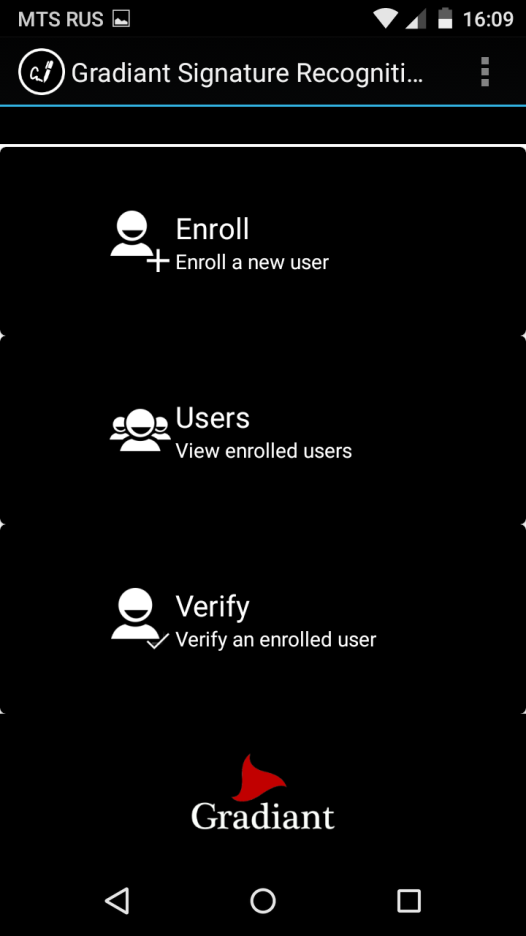 MTS RUS 16:09
Gradiant Signature Recogniti...
Enroll
Enroll a new user
Users
View enrolled users
Verify
Verify an enrolled user
Gradiant